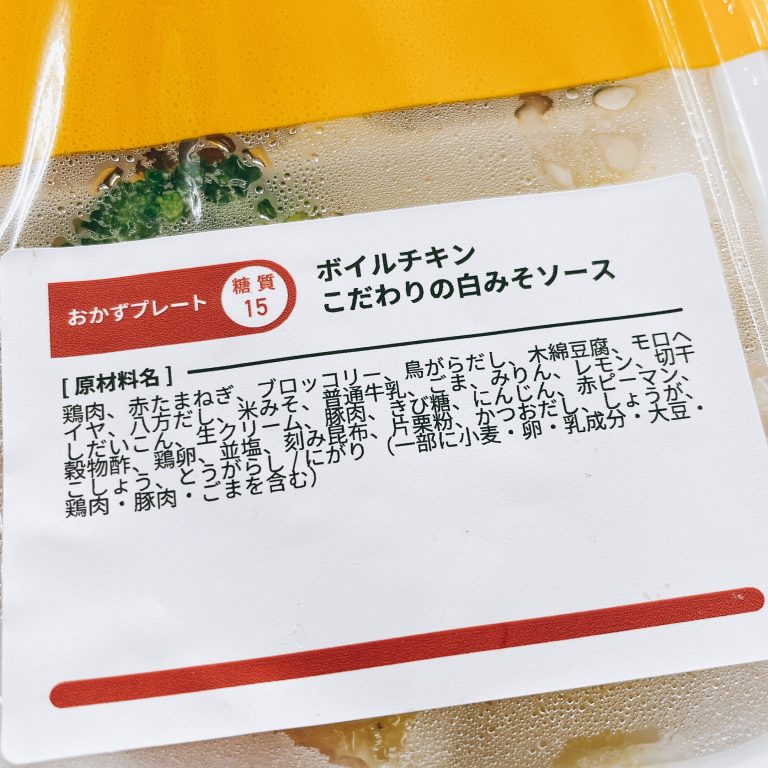 おかずプレート
糖質
15
ボイルチキン
こだわりの白みそソース
[ 原材料名 ]
鶏肉、赤たまねぎ、ブロッコリー、鳥がらだし、木綿豆腐、モロヘ
イヤ、八方だし、米みそ、普通牛乳、ごま、みりん、レモン、切干
しだいこん、生クリーム、豚肉、きび糖、にんじん、赤ピーマン、
穀物酢、鶏卵、並塩、刻み昆布、片栗粉、かつおだし、しょうが、
こしょう、とうがらし / にがり （一部に小麦・卵・乳成分・大豆・
鶏肉・豚肉・ごまを含む）